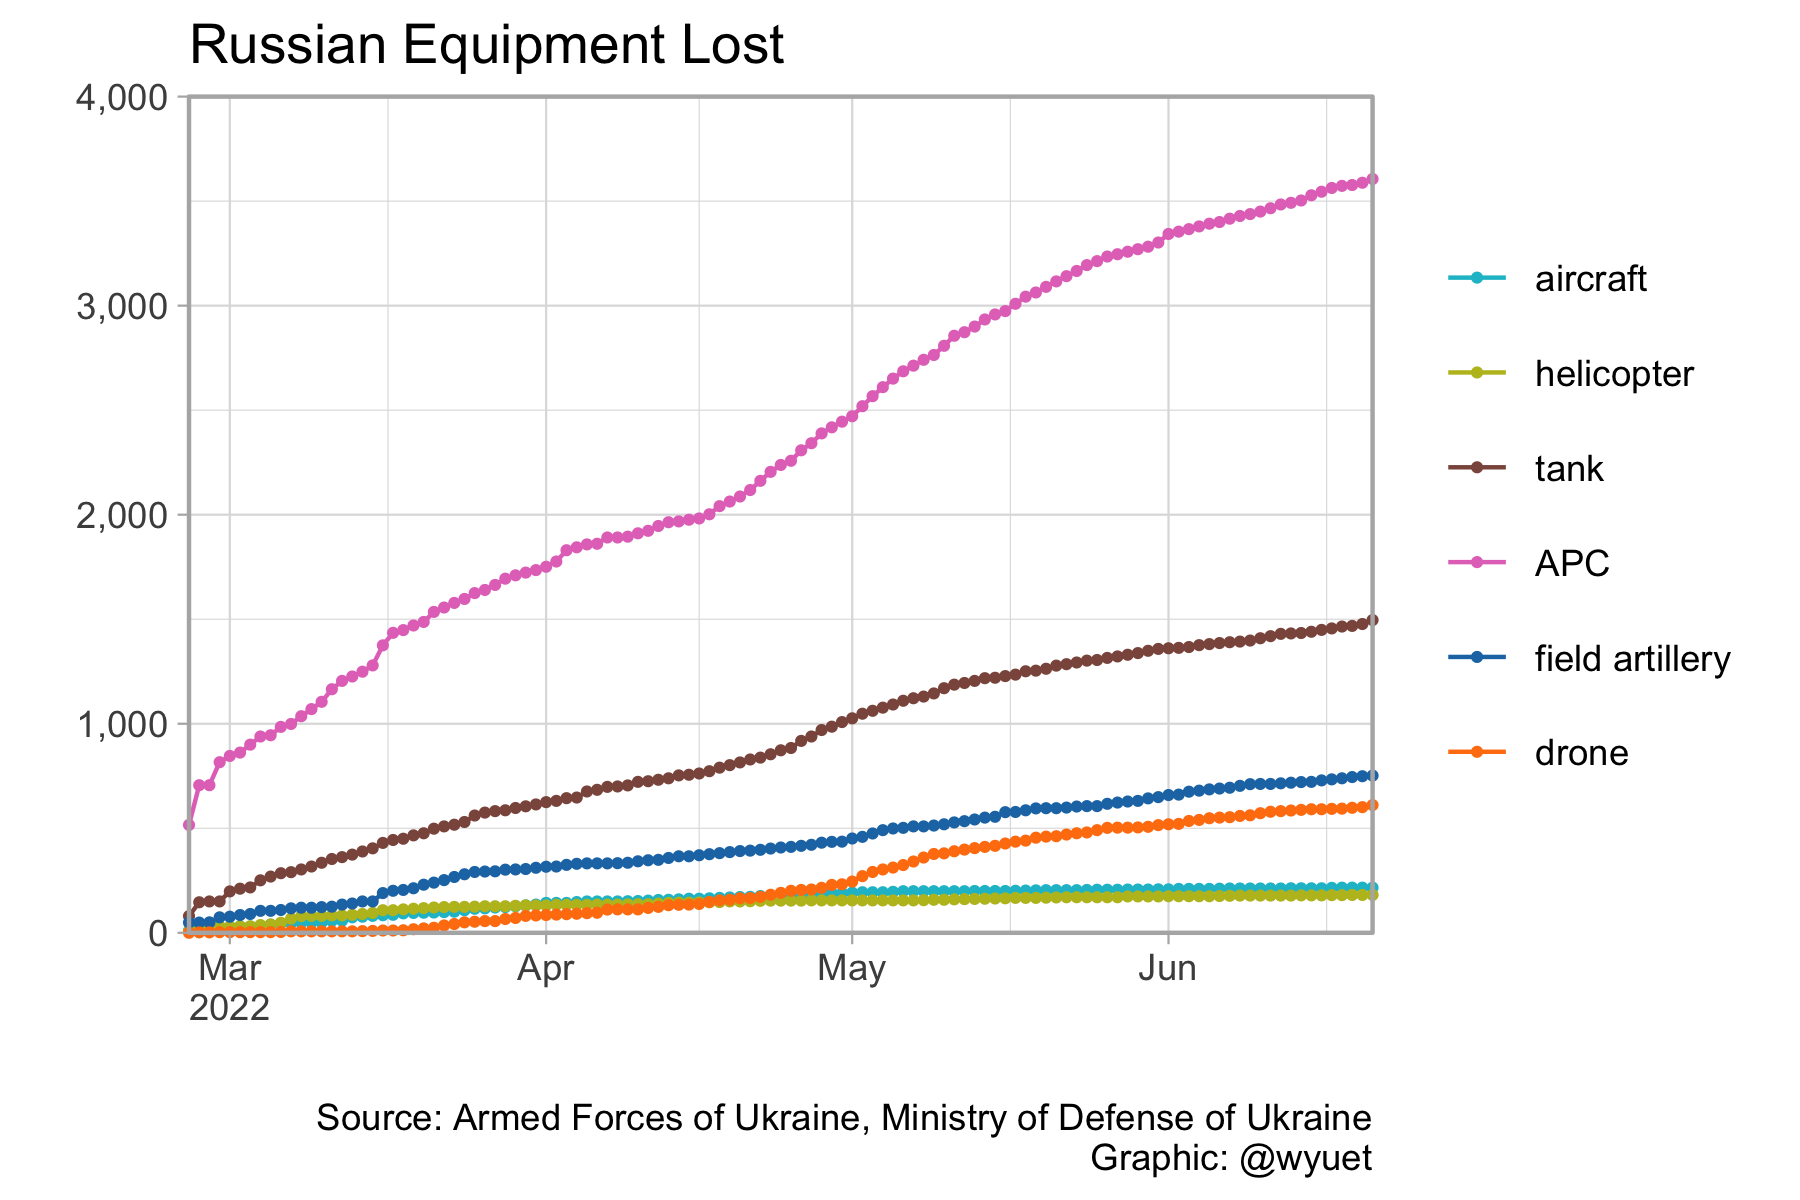 Russian Equipment Lost
4,000
3,000
2,000
1,000
0
Mar
2022
Apr
May
Jun
aircraft
helicopter
tank
APC
field artillery
drone
Source: Armed Forces of Ukraine, Ministry of Defense of Ukraine
Graphic: @wyuet